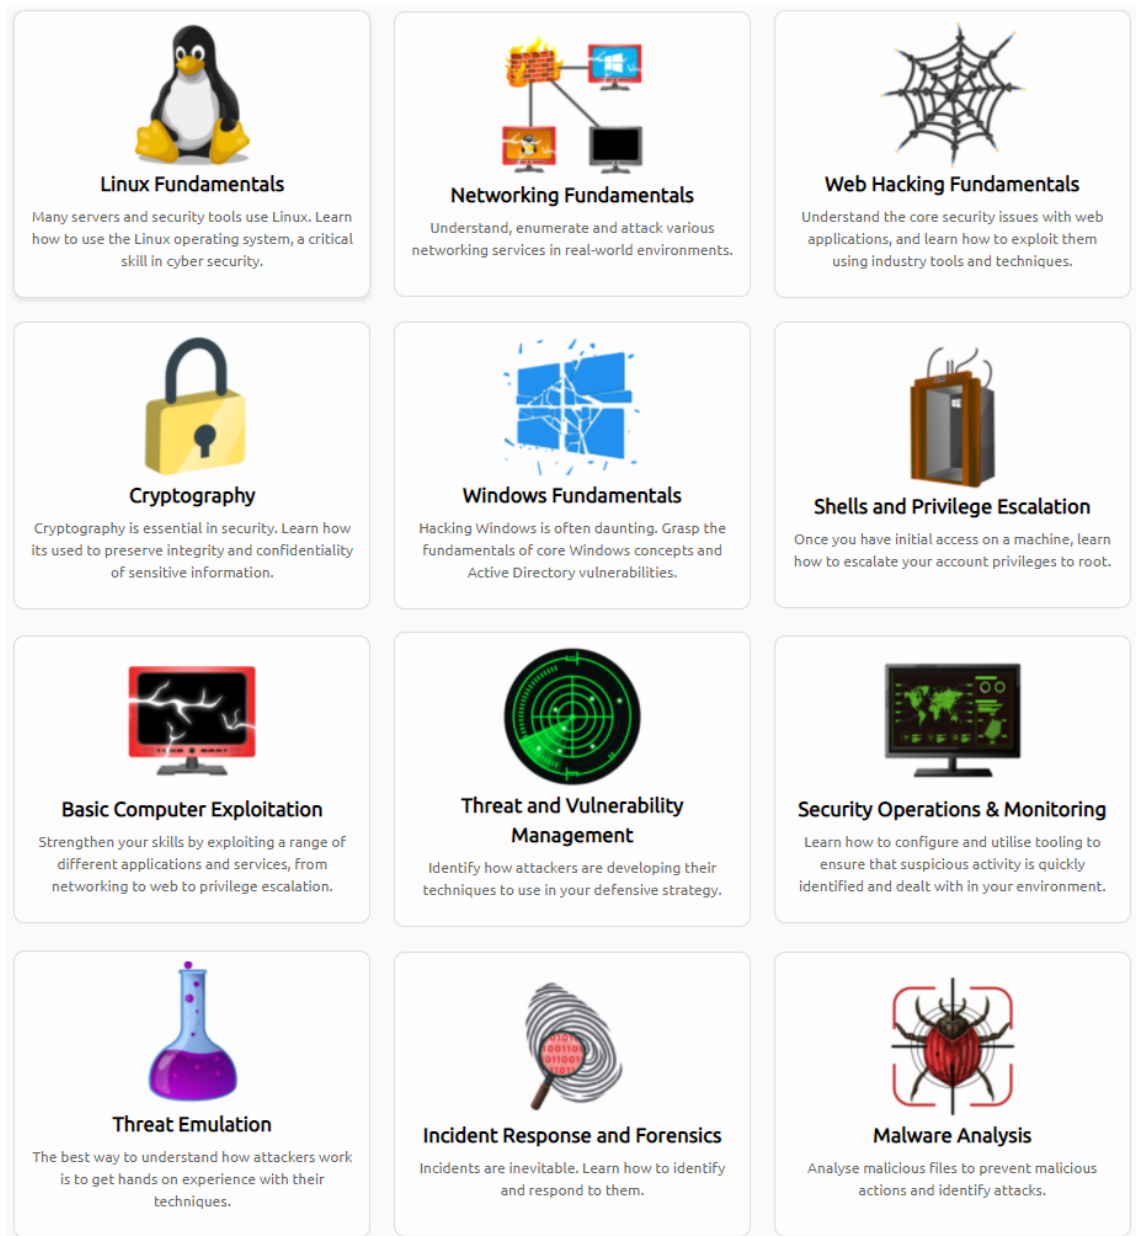 Linux Fundamentals
Many servers and security tools use Linux. Learn
how to use the Linux operating system, a critical
skill in cyber security.
Networking Fundamentals
Understand, enumerate and attack various
networking services in real-world environments.
Web Hacking Fundamentals
Understand the core security issues with web
applications, and learn how to exploit them
using industry tools and techniques.
Cryptography
Cryptography is essential in security. Learn how
its used to preserve integrity and confidentiality
of sensitive information.
Windows Fundamentals
Hacking Windows is often daunting. Grasp the
fundamentals of core Windows concepts and
Active Directory vulnerabilities.
Shells and Privilege Escalation
Once you have initial access on a machine, learn
how to escalate your account privileges to root.
Basic Computer Exploitation
Strengthen your skills by exploiting a range of
different applications and services, from
networking to web to privilege escalation.
Threat and Vulnerability
Management
Identify how attackers are developing their
techniques to use in your defensive strategy.
Security Operations & Monitoring
Learn how to configure and utilise tooling to
ensure that suspicious activity is quickly
identified and dealt with in your environment.
Threat Emulation
The best way to understand how attackers work
is to get hands on experience with their
techniques.
Incident Response and Forensics
Incidents are inevitable. Learn how to identify
and respond to them.
Malware Analysis
Analyse malicious files to prevent malicious
actions and identify attacks.